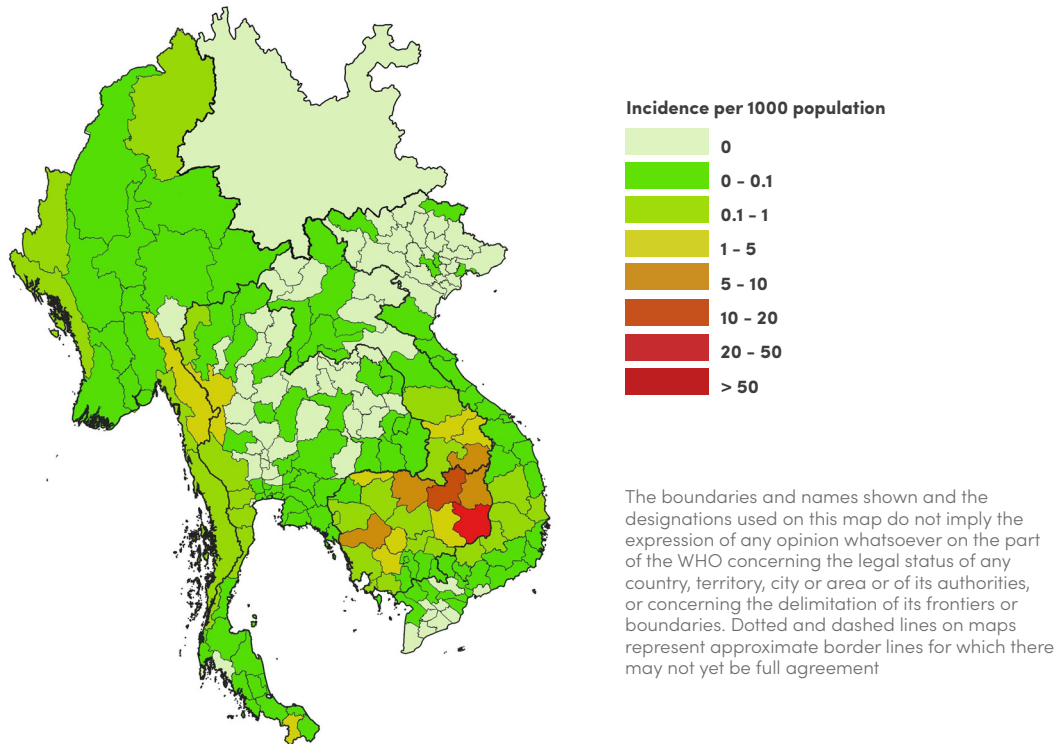 Incidence per 1000 population
0
0 - 0.1
0.1 - 1
1 - 5
5 - 10
10 - 20
20 - 50
> 50
The boundaries and names shown and the
designations used on this map do not imply the
expression of any opinion whatsoever on the part
of the WHO concerning the legal status of any
country, territory, city or area or of its authorities,
or concerning the delimitation of its frontiers or
boundaries. Dotted and dashed lines on maps
represent approximate border lines for which there
may not yet be full agreement